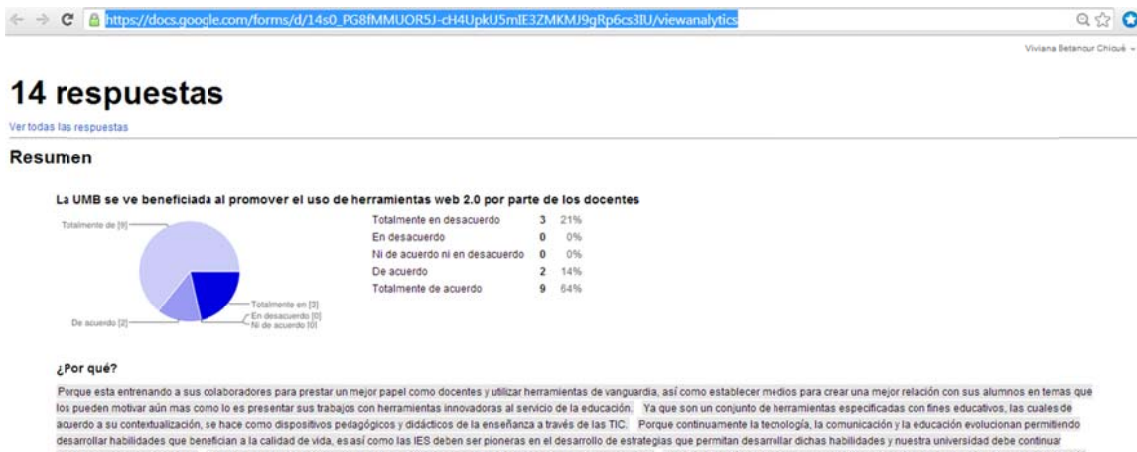 https://docs.google.com/forms/d/14s0_PG8fMMUOR5J-cH4UpkU5mIE3ZMKMJ9gRp6cs3IU/viewanalytics
Viviana Betancur Chicué
14 respuestas
Ver todas las respuestas
Resumen
La UMB se ve beneficiada al promover el uso de herramientas web 2.0 por parte de los docentes
Totalmente de [9]
Totalmente en [3]
En desacuerdo [0]
Ni de acuerdo [0]
De acuerdo [2]
Totalmente en desacuerdo 3 21%
En desacuerdo 0 0%
Ni de acuerdo ni en desacuerdo 0 0%
De acuerdo 2 14%
Totalmente de acuerdo 9 64%
¿Por qué?
Porque esta entrenando a sus colaboradores para prestar un mejor papel como docentes y utilizar herramientas de vanguardia, así como establecer medios para crear una mejor relación con sus alumnos en temas que
los pueden motivar aún mas como lo es presentar sus trabajos con herramientas innovadoras al servicio de la educación. Ya que son un conjunto de herramientas especificadas con fines educativos, las cuales de
acuerdo a su contextualización, se hace como dispositivos pedagógicos y didácticos de la enseñanza a través de las TIC. Porque continuamente la tecnología, la comunicación y la educación evolucionan permitiendo
desarrollar habilidades que benefician a la calidad de vida, es así como las IES deben ser pioneras en el desarrollo de estrategias que permitan desarrollar dichas habilidades y nuestra universidad debe continuar